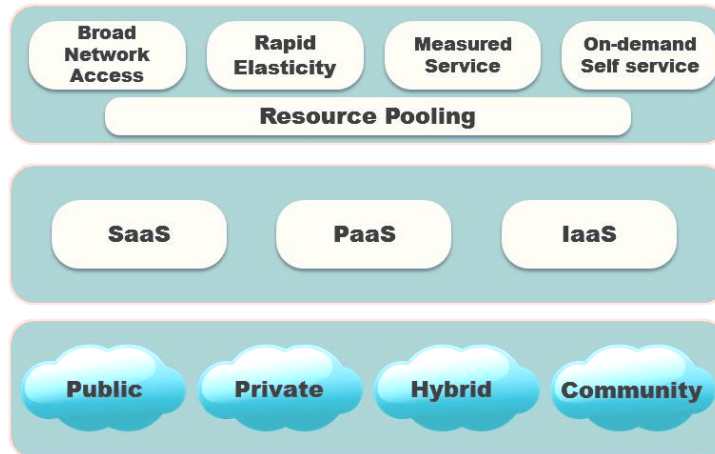 Broad
Network
Access
Rapid
Elasticity
Measured
Service
On-demand
Self service
Resource Pooling
SaaS
PaaS
IaaS
Public
Private
Hybrid
Community